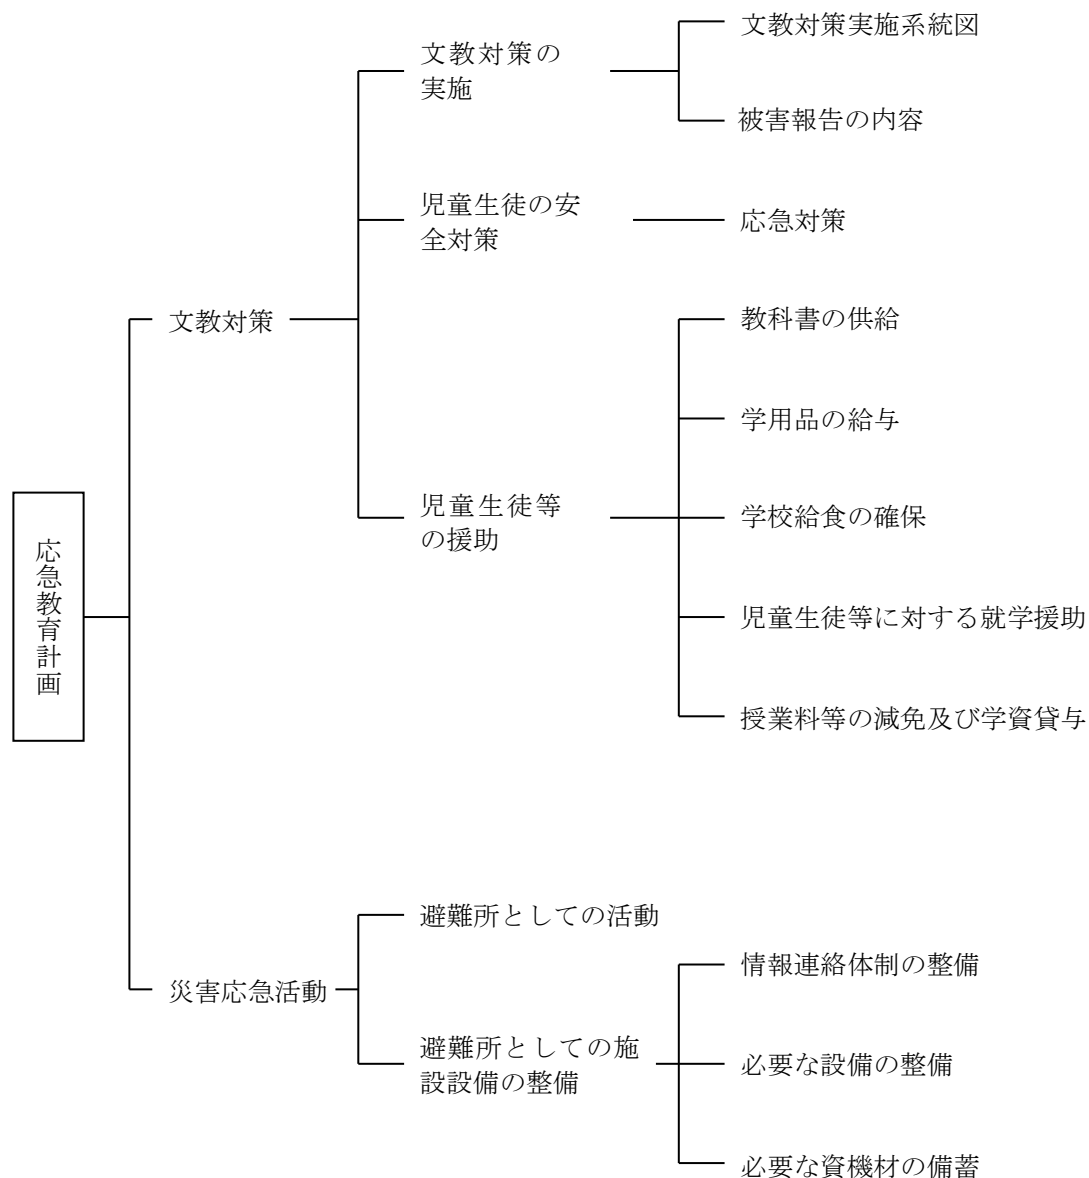 文教対策実施系統図
文教対策の
実施
被害報告の内容
児童生徒の安
全対策
応急対策
文教対策
教科書の供給
学用品の給与
児童生徒等
の援助
学校給食の確保
応急教育計画
児童生徒等に対する就学援助
授業料等の減免及び学資貸与
避難所としての活動
災害応急活動
情報連絡体制の整備
避難所としての施
設設備の整備
必要な設備の整備
必要な資機材の備蓄